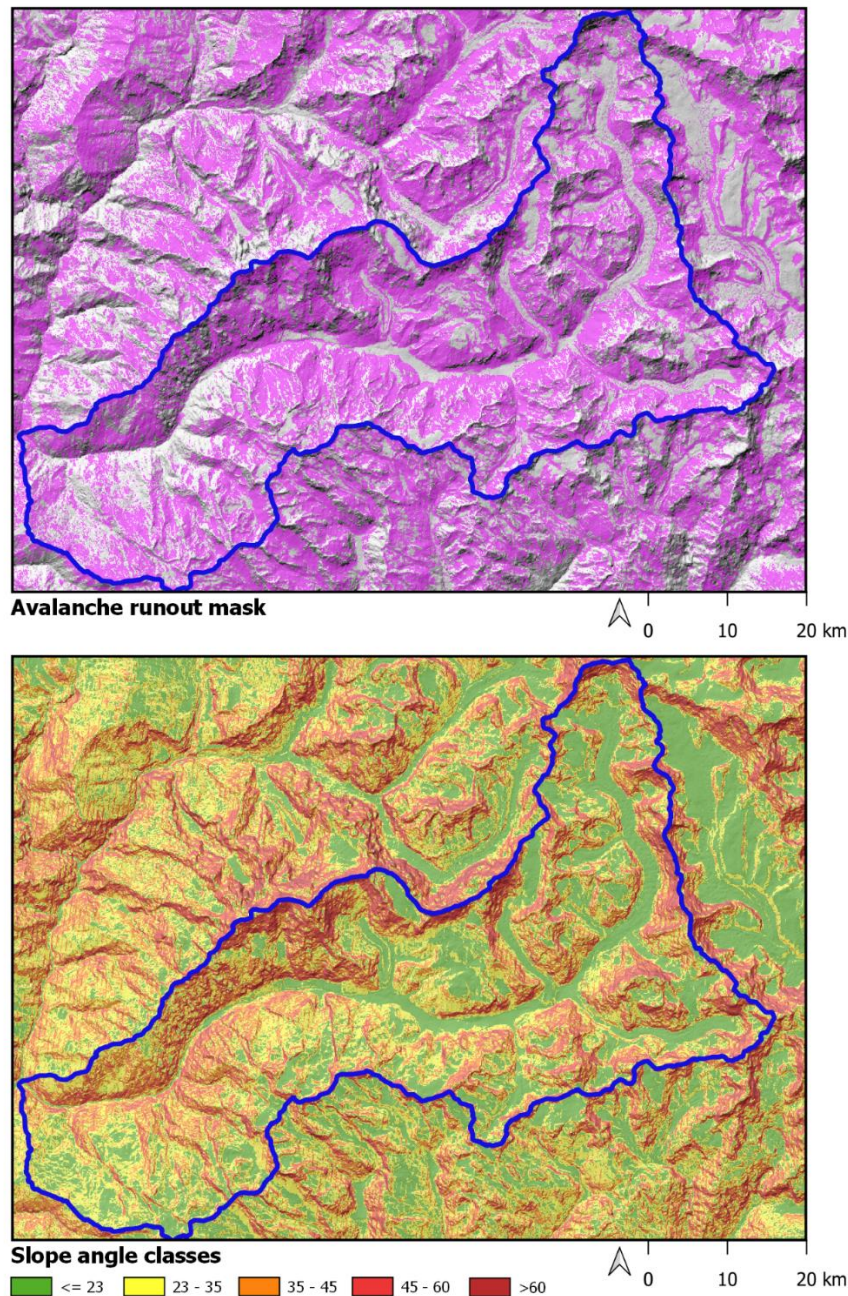 Avalanche runout mask
0 10 20 km
Slope angle classes
0 10 20 km
<= 23 23 - 35 35 - 45 45 - 60 >60